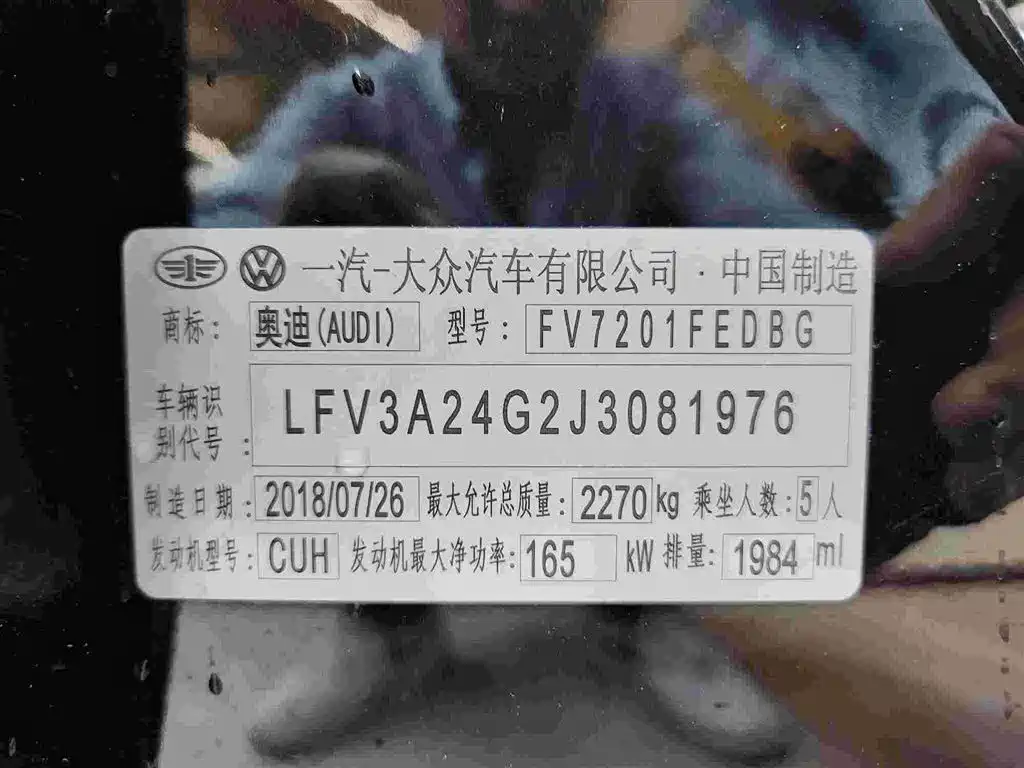 一汽-大众汽车有限公司·中国制造
商标: 奥迪(AUDI) 型号: FV7201FEDBG
车辆识别代号: LFV3A24G2J3081976
制造日期: 2018/07/26 最大允许总质量: 2270kg 乘坐人数: 5人
发动机型号: CUH 发动机最大净功率: 165 kW 排量: 1984 ml